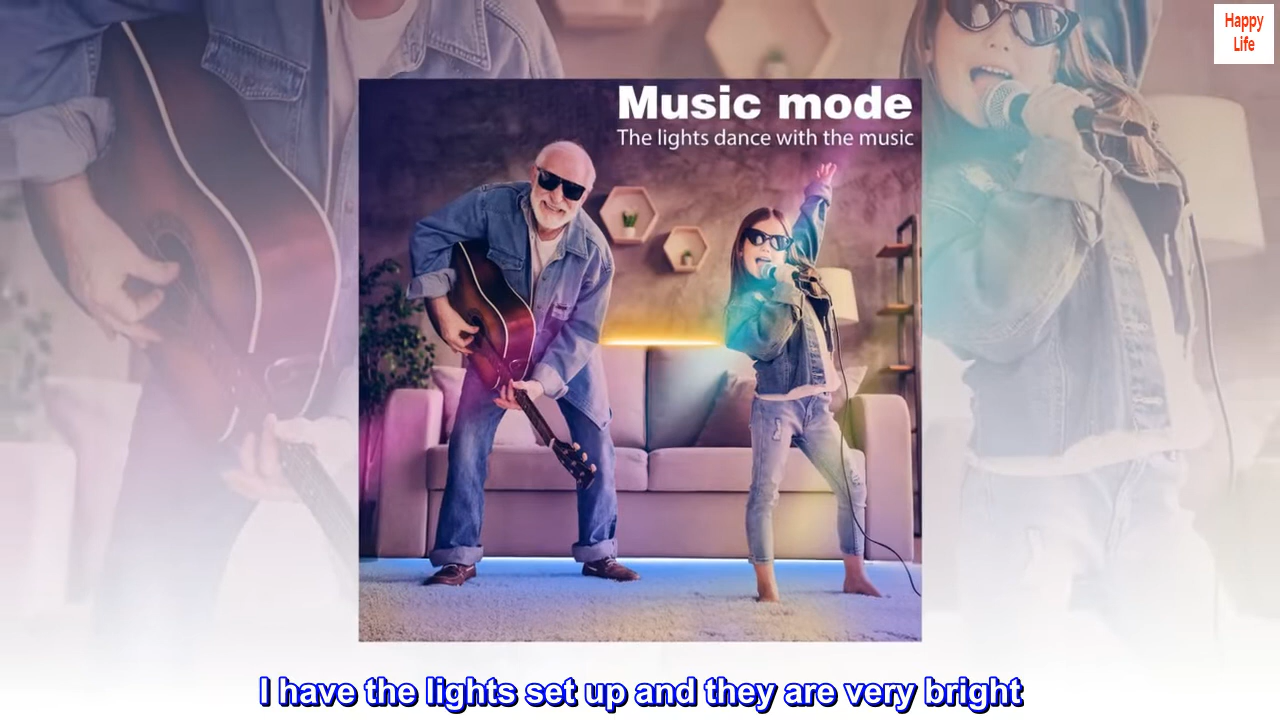 Happy
Life
Music mode
The lights dance with the music
I have the lights set up and they are very bright